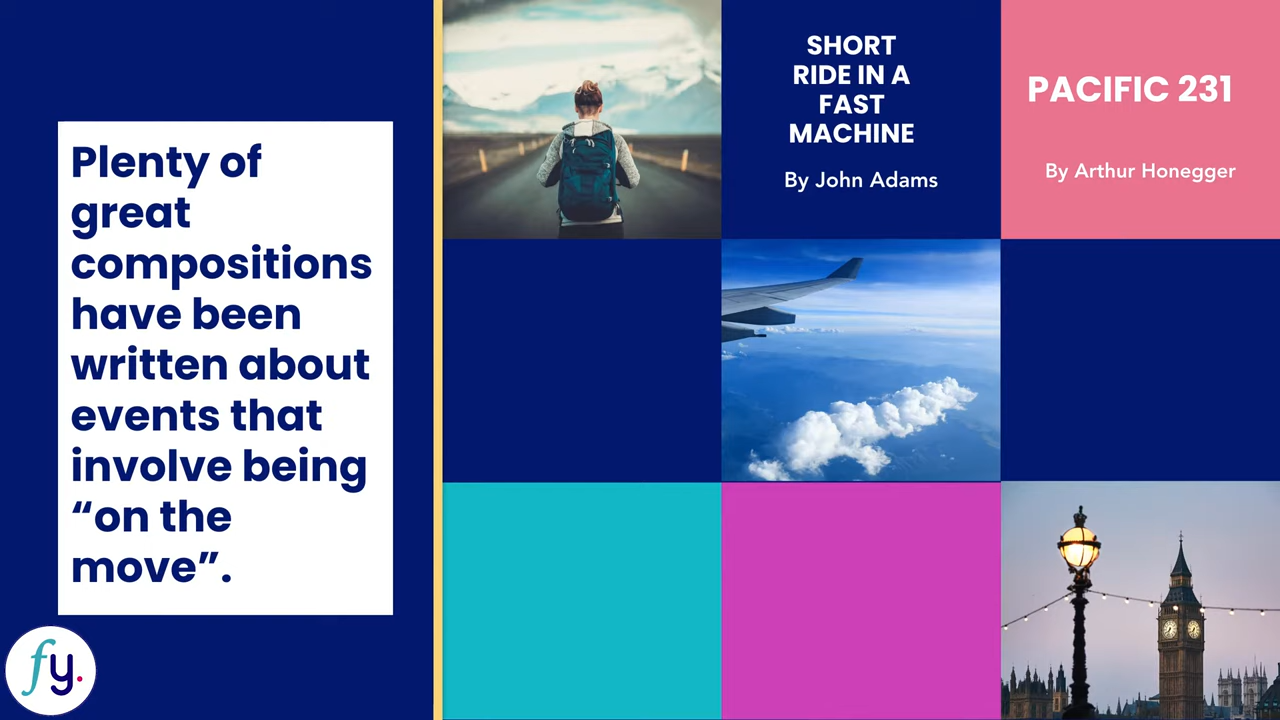 Plenty of
great
compositions
have been
written about
events that
involve being
“on the
move”.
SHORT
RIDE IN A
FAST
MACHINE
By John Adams
PACIFIC 231
By Arthur Honegger
fy.